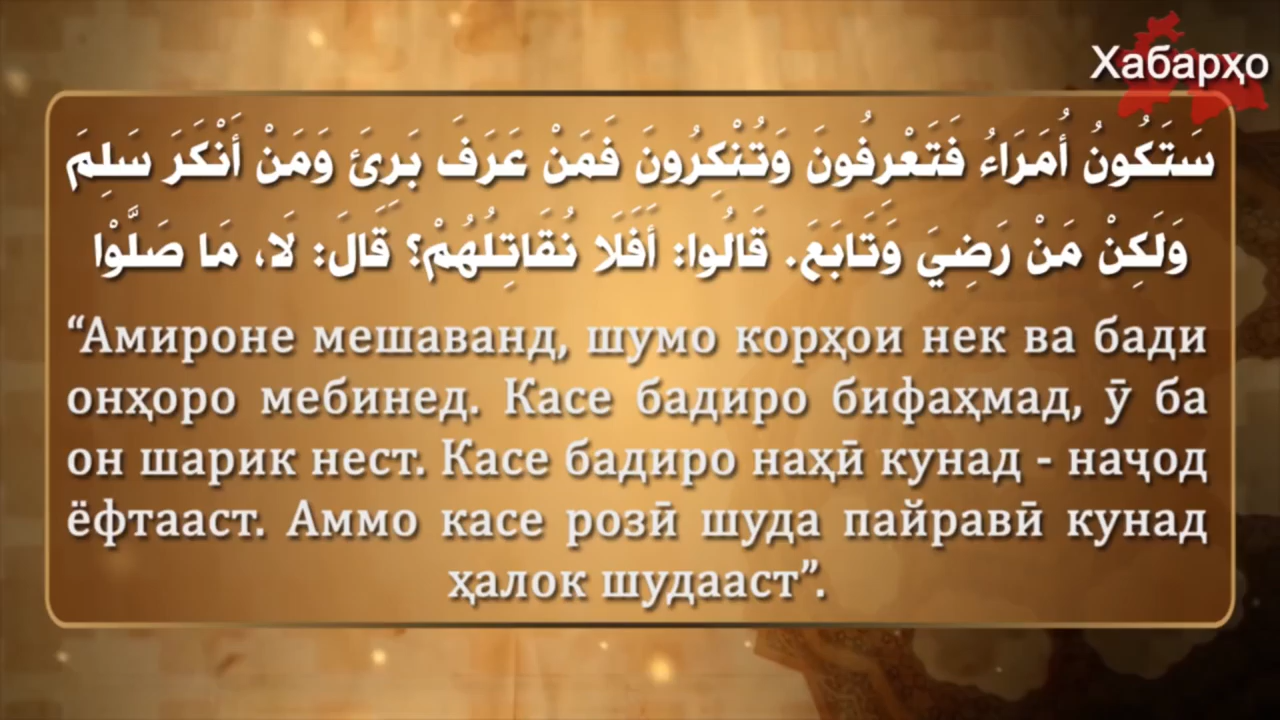 Хабарҳо
سَتَكُونُ أُمَرَاءُ فَتَعْرِفُونَ وَتُنْكِرُونَ فَمَنْ عَرَفَ بَرِئَ وَمَنْ أَنْكَرَ سَلِمَ
وَلَكِنْ مَنْ رَضِيَ وَتَابَعَ. قَالُوا: أَفَلَا نُقَاتِلُهُمْ؟ قَالَ: لَا، مَا صَلَّوْا
“Амироне мешаванд, шумо корҳои нек ва бади
онҳоро мебинед. Касе бадиро бифаҳмад, ӯ ба
он шарик нест. Касе бадиро наҳӣ кунад - наҷод
ёфтааст. Аммо касе розӣ шуда пайравӣ кунад
ҳалок шудааст”.